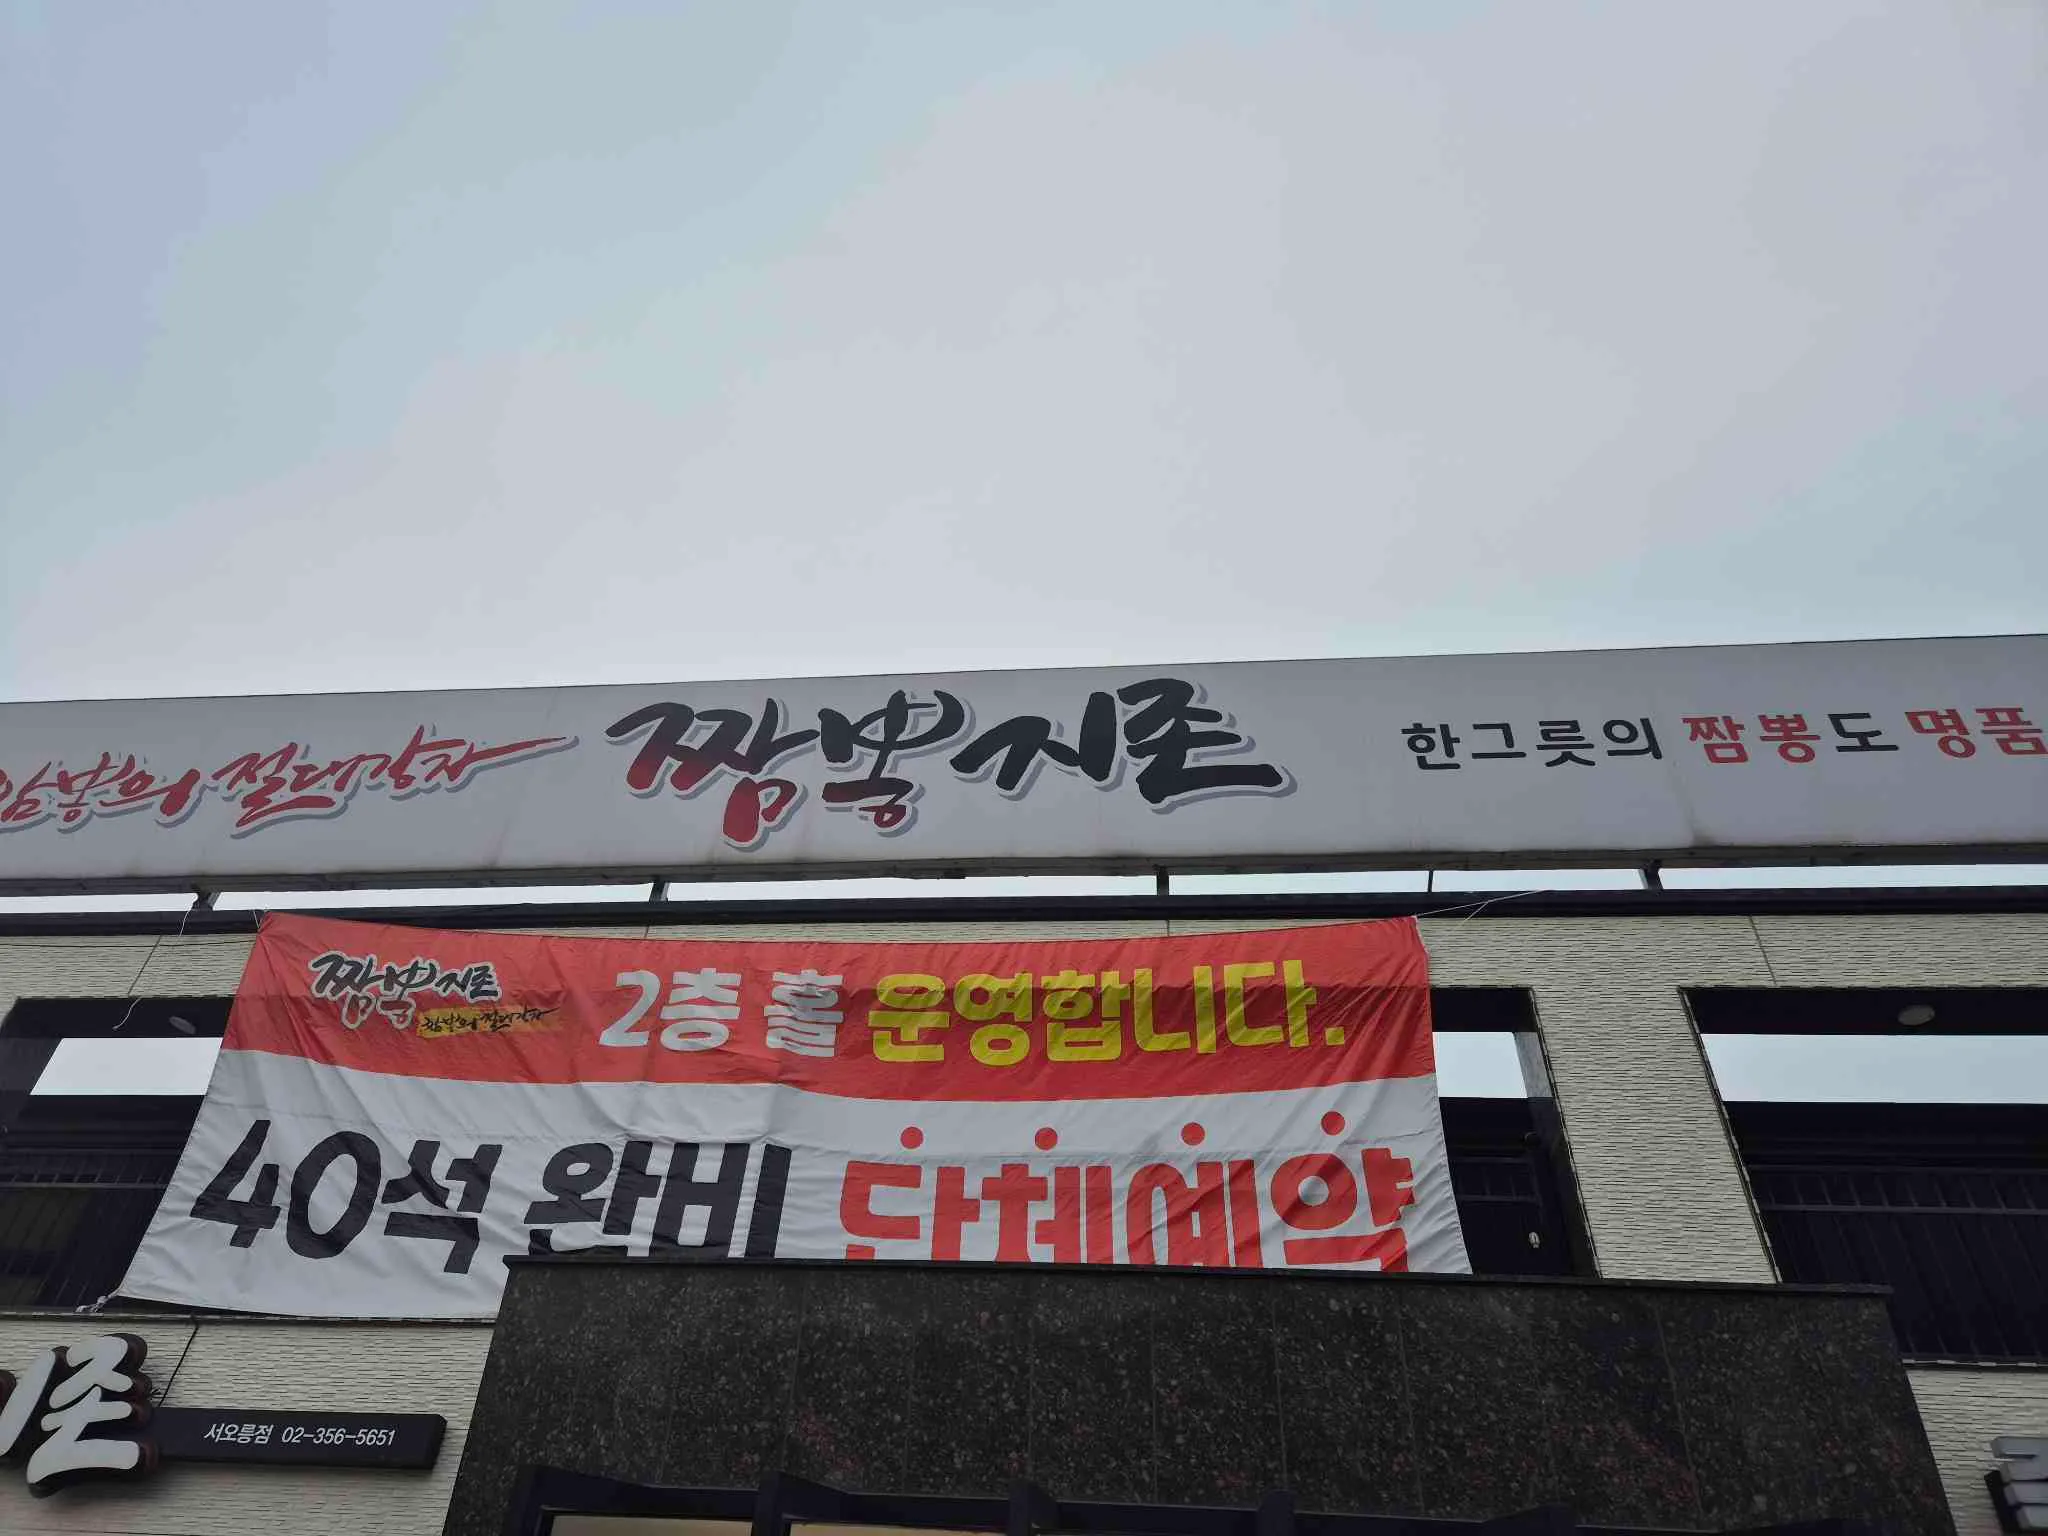 짬뽕의 절대강자 짬뽕지존 한그릇의 짬뽕도 명품
짬뽕지존
짬뽕의 절대강자
2층 홀 운영합니다.
40석 완비 단체예약
지존
서오릉점 02-356-5651